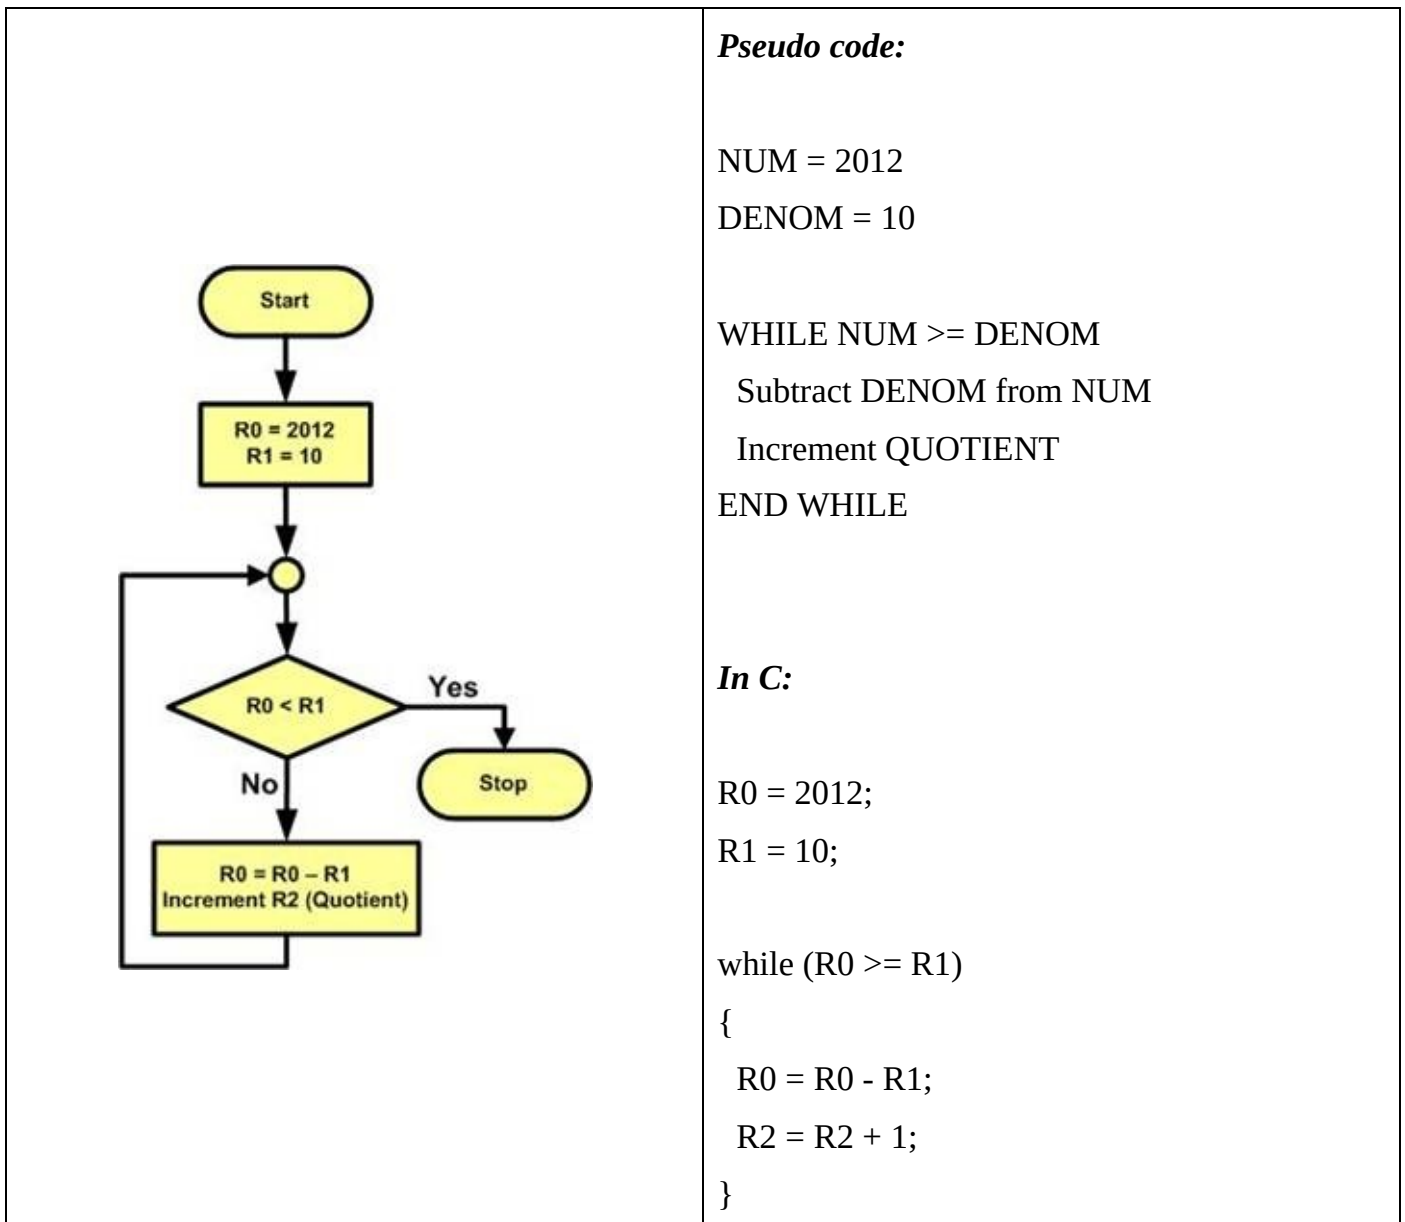 Start
R0 = 2012
R1 = 10
R0 < R1
Yes
No
Stop
R0 = R0 – R1
Increment R2 (Quotient)
Pseudo code:
NUM = 2012
DENOM = 10
WHILE NUM >= DENOM
Subtract DENOM from NUM
Increment QUOTIENT
END WHILE
In C:
R0 = 2012;
R1 = 10;
while (R0 >= R1)
{
R0 = R0 - R1;
R2 = R2 + 1;
}